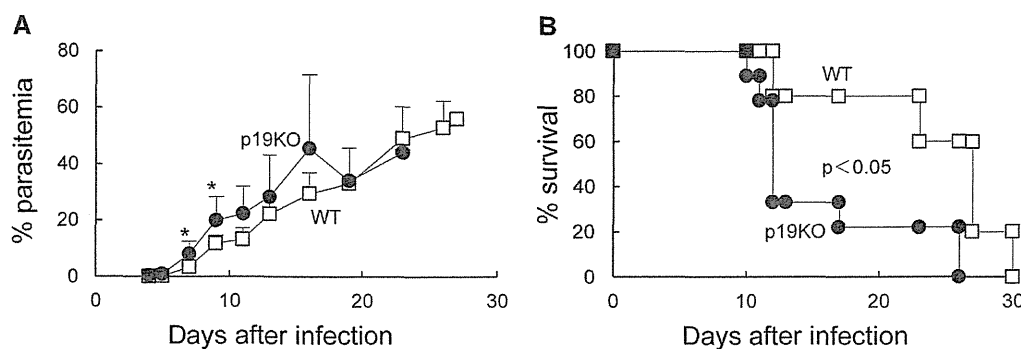 A
80
60
40
20
0
% parasitemia
p19KO
WT
*
*
0 10 20 30
Days after infection
B
100
80
60
40
20
0
% survival
WT
p<0.05
p19KO
0 10 20 30
Days after infection